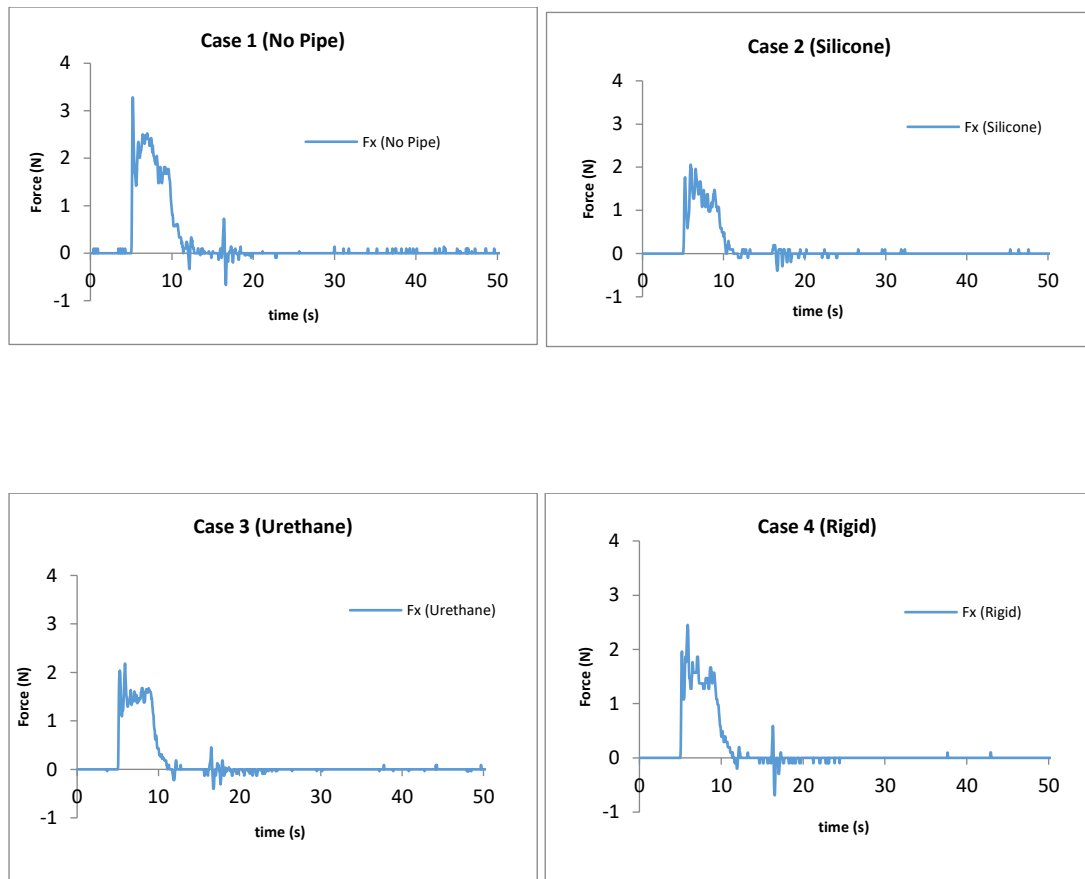 Case 1 (No Pipe)
4
3
2
1
0
-1
Force (N)
Fx (No Pipe)
0 10 20 30 40 50
time (s)
Case 2 (Silicone)
4
3
2
1
0
-1
Force (N)
Fx (Silicone)
0 10 20 30 40 50
time (s)
Case 3 (Urethane)
4
3
2
1
0
-1
Force (N)
Fx (Urethane)
0 10 20 30 40 50
time (s)
Case 4 (Rigid)
4
3
2
1
0
-1
Force (N)
Fx (Rigid)
0 10 20 30 40 50
time (s)